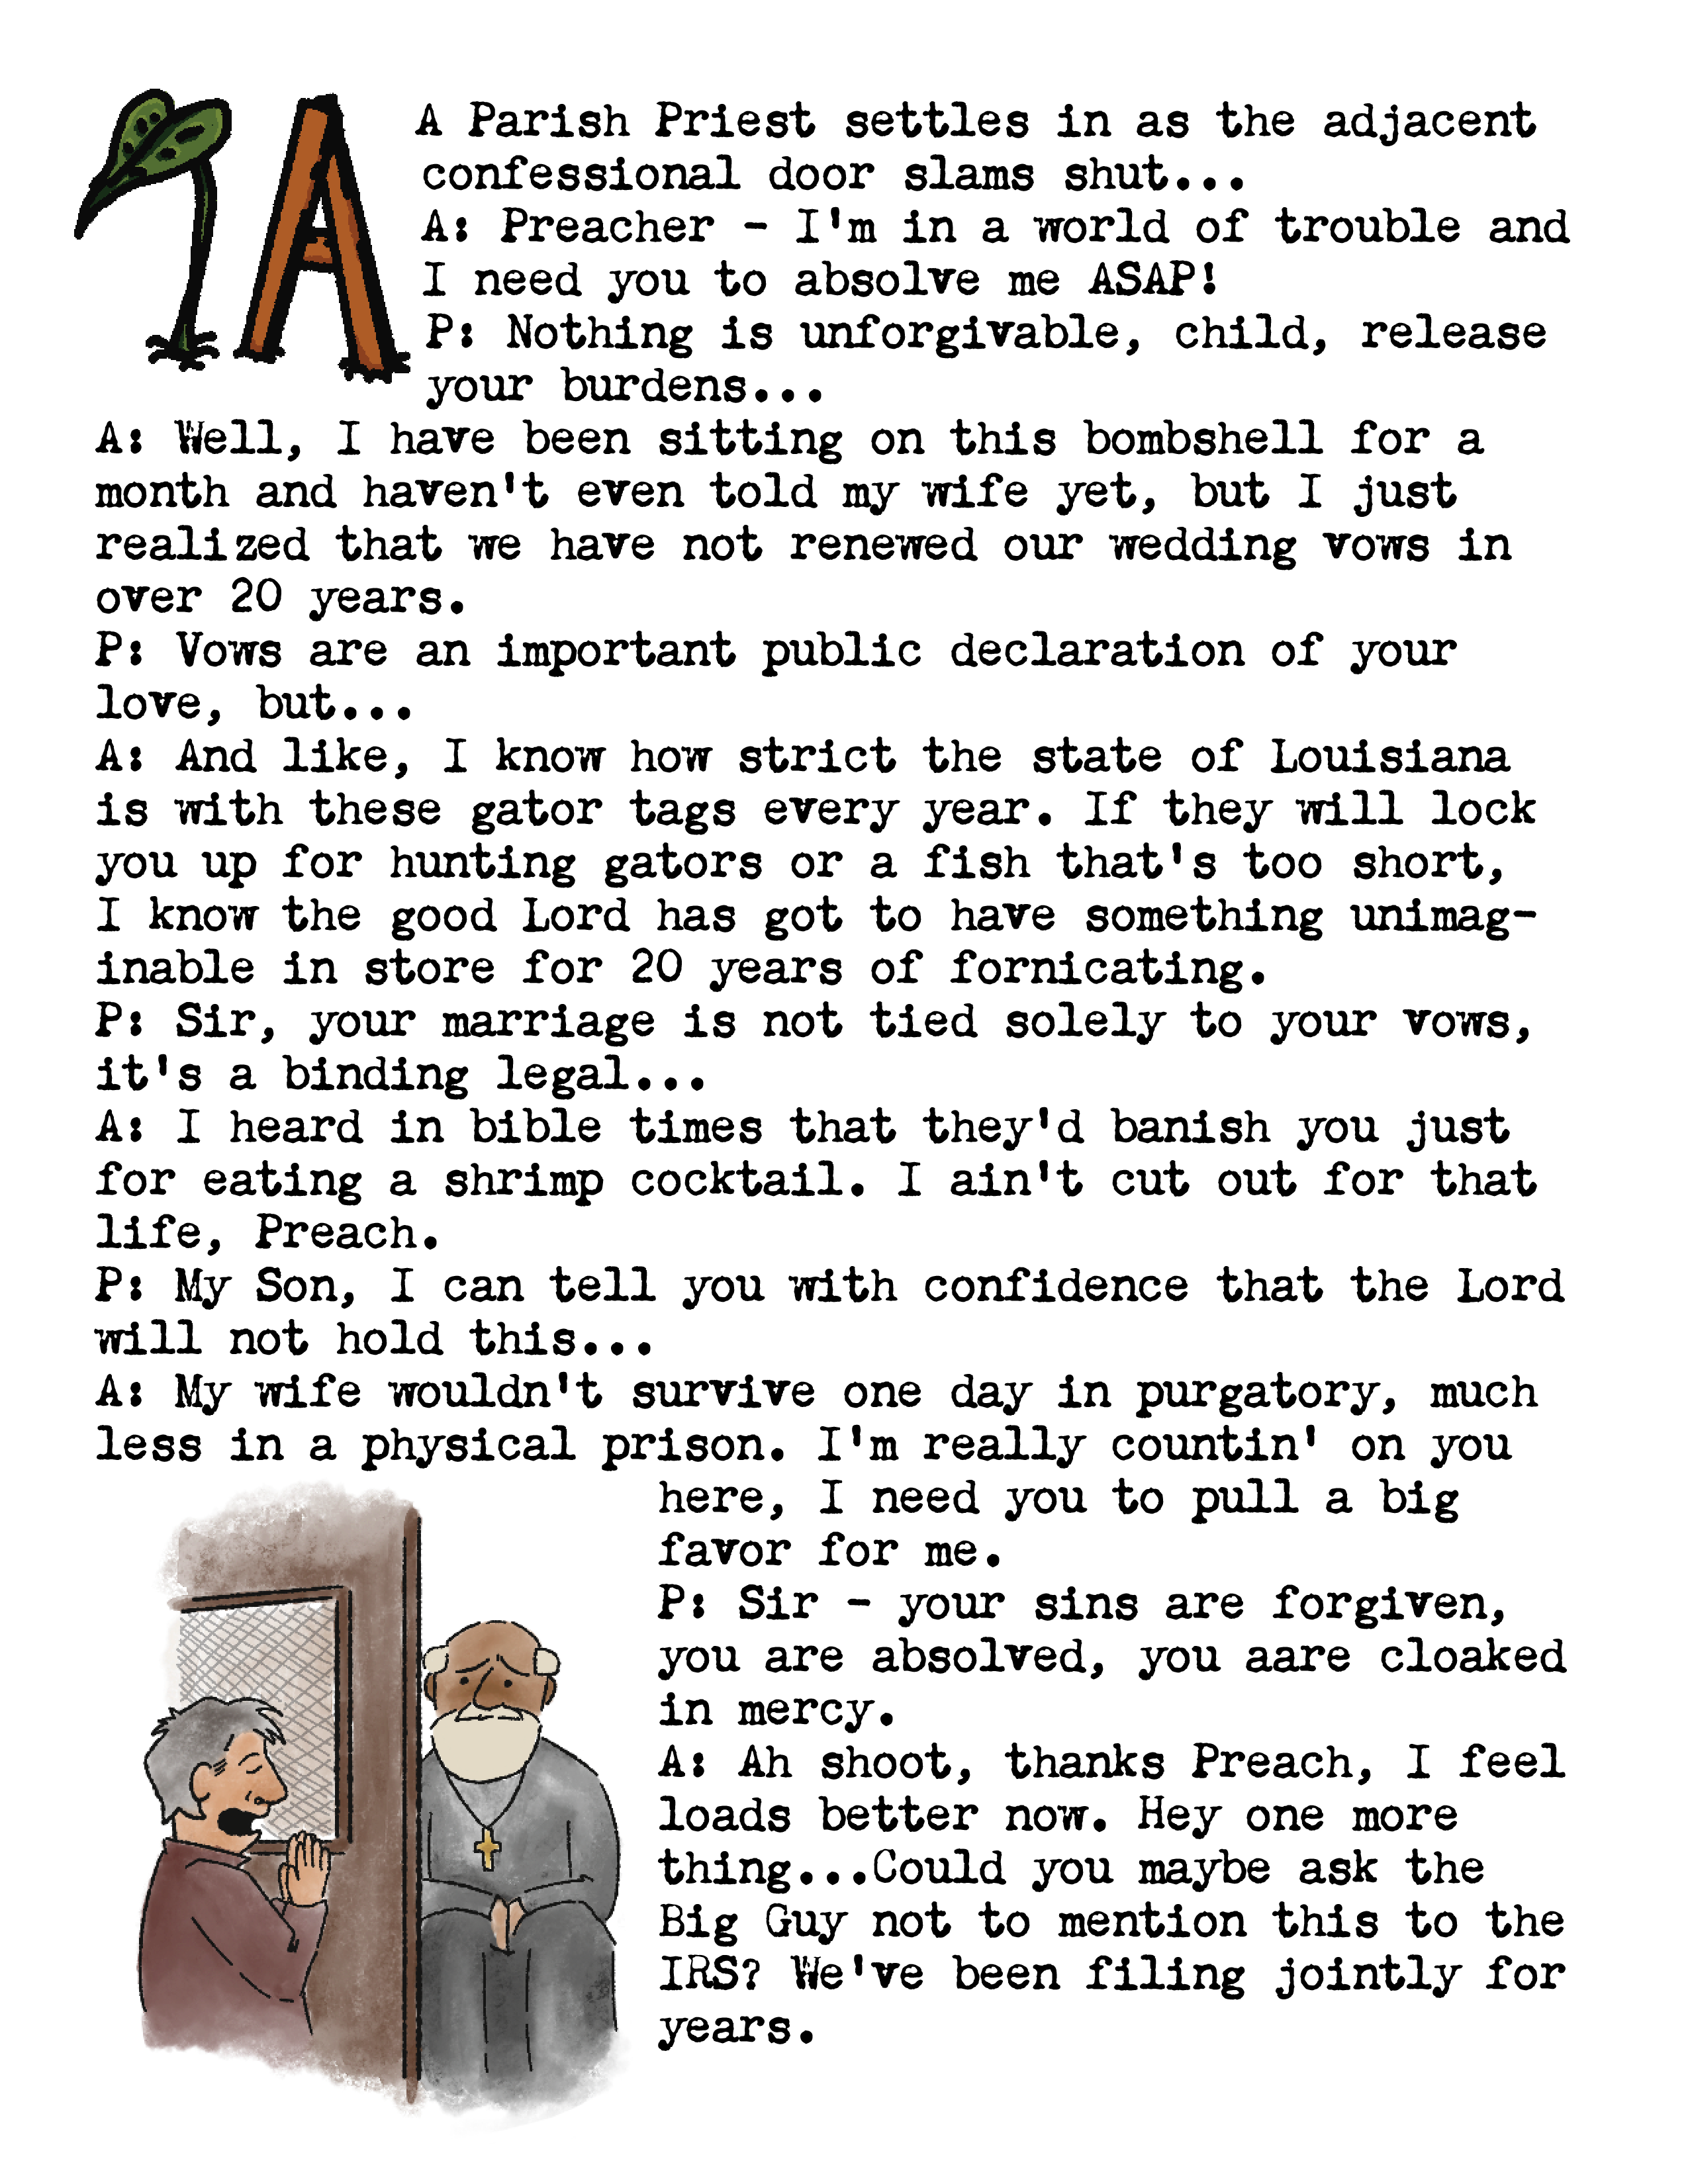 A
A Parish Priest settles in as the adjacent
confessional door slams shut...
A: Preacher - I'm in a world of trouble and
I need you to absolve me ASAP!
P: Nothing is unforgivable, child, release
your burdens...
A: Well, I have been sitting on this bombshell for a
month and haven't even told my wife yet, but I just
realized that we have not renewed our wedding vows in
over 20 years.
P: Vows are an important public declaration of your
love, but...
A: And like, I know how strict the state of Louisiana
is with these gator tags every year. If they will lock
you up for hunting gators or a fish that's too short,
I know the good Lord has got to have something unimag-
inable in store for 20 years of fornicating.
P: Sir, your marriage is not tied solely to your vows,
it's a binding legal...
A: I heard in bible times that they'd banish you just
for eating a shrimp cocktail. I ain't cut out for that
life, Preach.
P: My Son, I can tell you with confidence that the Lord
will not hold this...
A: My wife wouldn't survive one day in purgatory, much
less in a physical prison. I'm really countin' on you
here, I need you to pull a big
favor for me.
P: Sir - your sins are forgiven,
you are absolved, you aare cloaked
in mercy.
A: Ah shoot, thanks Preach, I feel
loads better now. Hey one more
thing...Could you maybe ask the
Big Guy not to mention this to the
IRS? We've been filing jointly for
years.